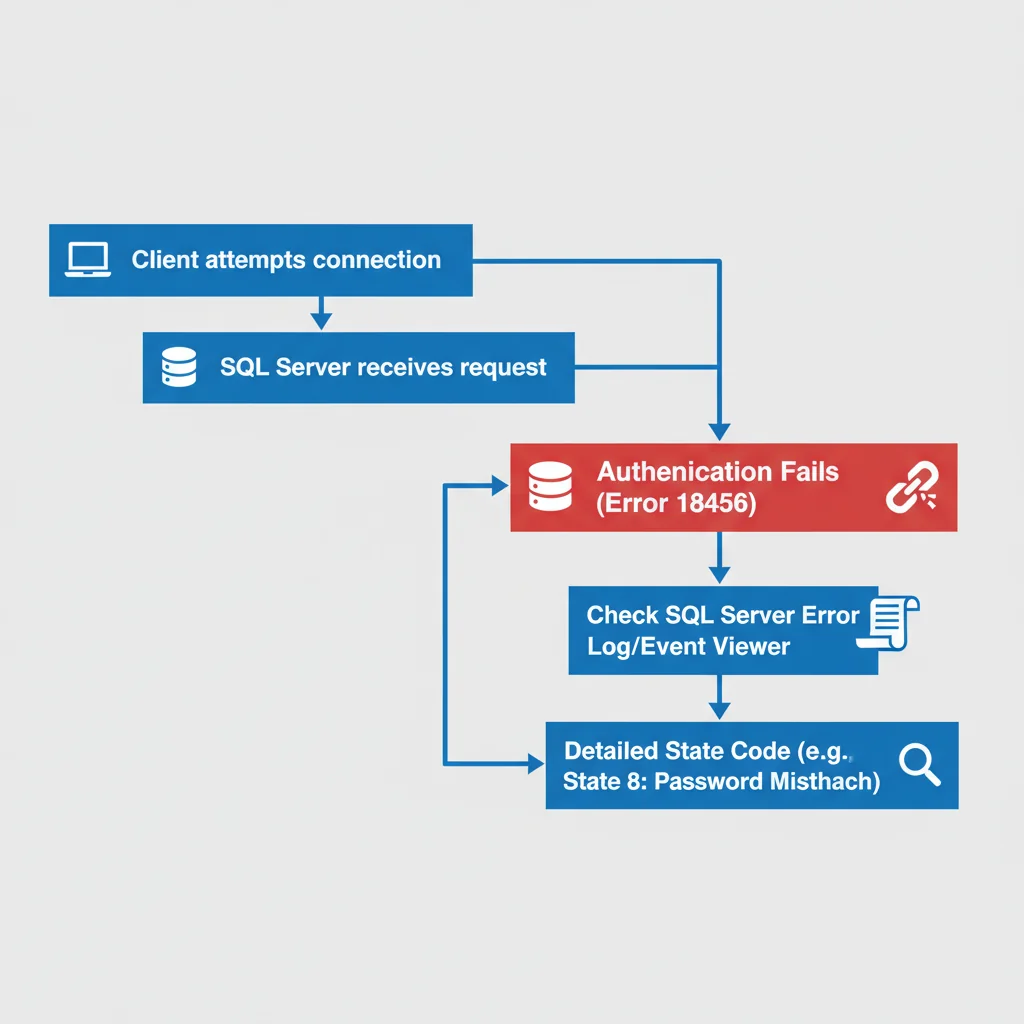 Client attempts connection
SQL Server receives request
Authenication Fails
(Error 18456)
Check SQL Server Error
Log/Event Viewer
Detailed State Code (e.g.,
State 8: Password Misthach)